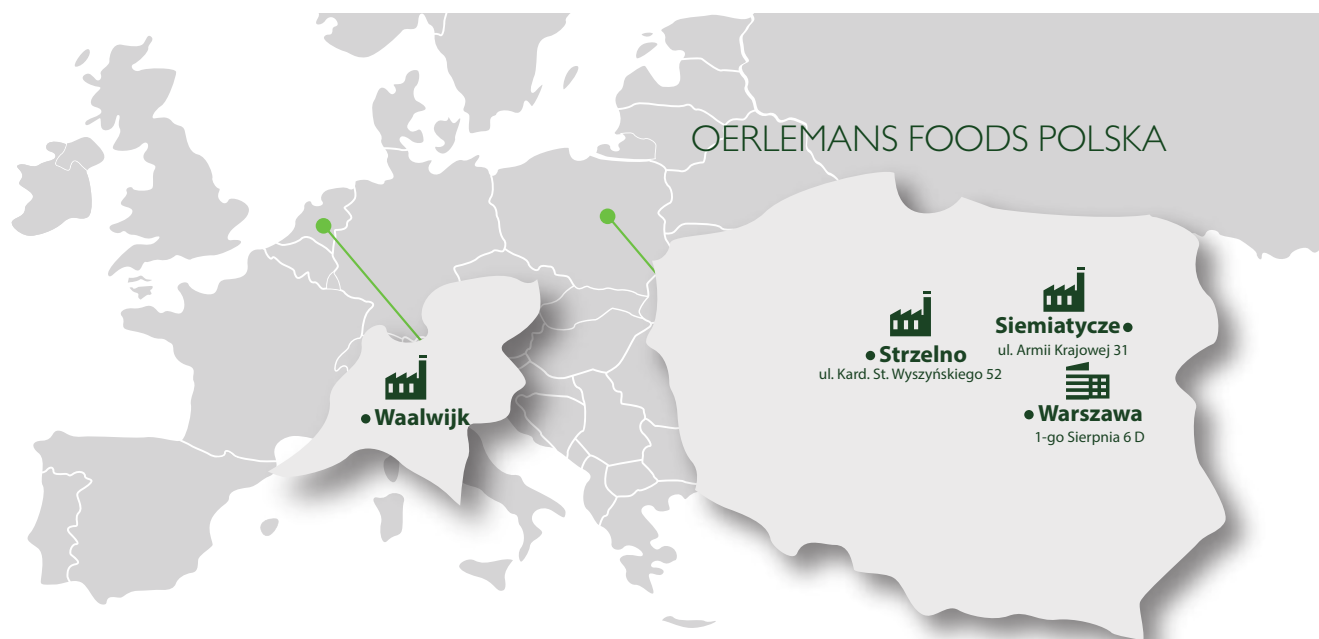 OERLEMANS FOODS POLSKA
Siemiatycze
ul. Armii Krajowej 31
Strzelno
ul. Kard. St. Wyszyńskiego 52
Warszawa
1-go Sierpnia 6 D
Waalwijk